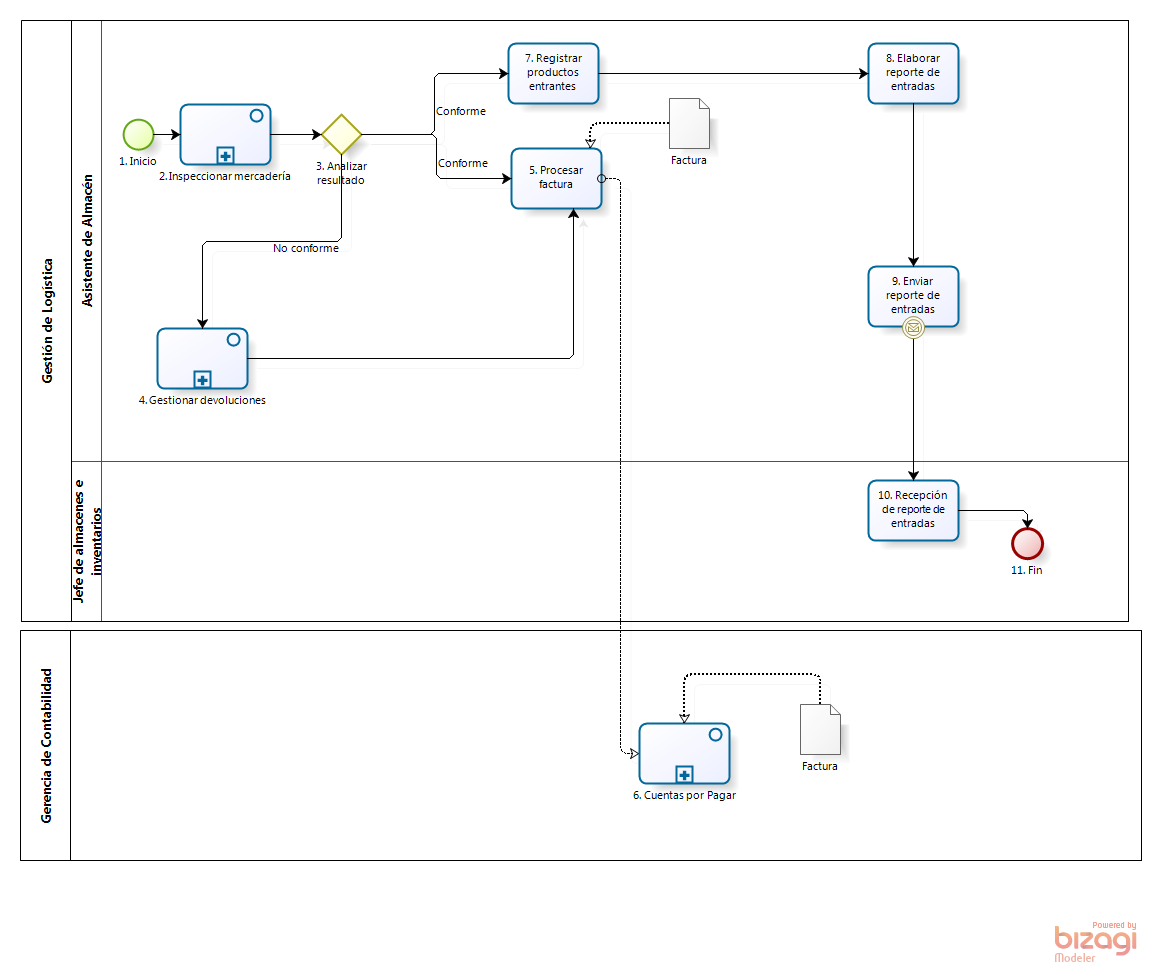 Gestión de Logística
Asistente de Almacén
1. Inicio
2. Inspeccionar mercadería
3. Analizar
resultado
Conforme
Conforme
No conforme
4. Gestionar devoluciones
5. Procesar
factura
Factura
7. Registrar
productos
entrantes
8. Elaborar
reporte de
entradas
9. Enviar
reporte de
entradas
Jefe de almacenes e
inventarios
10. Recepción
de reporte de
entradas
11. Fin
Gerencia de Contabilidad
6. Cuentas por Pagar
Factura
Powered by
bizagi
Modeler